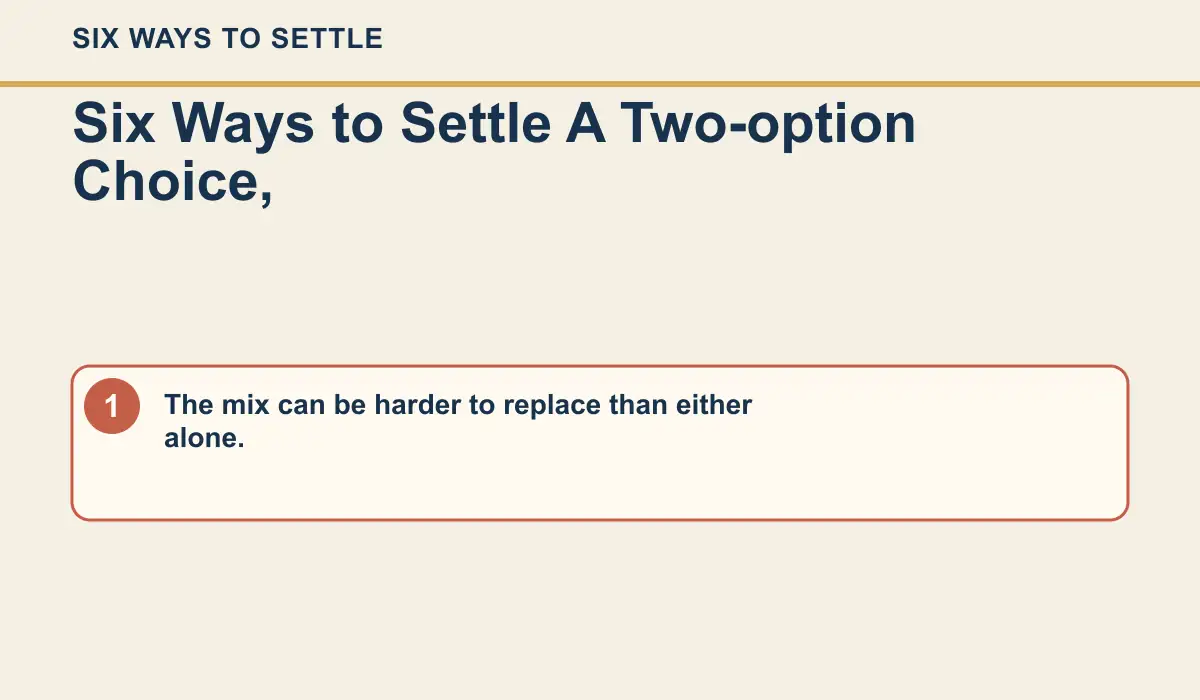 SIX WAYS TO SETTLE
Six Ways to Settle A Two-option
Choice,
1
The mix can be harder to replace than either
alone.